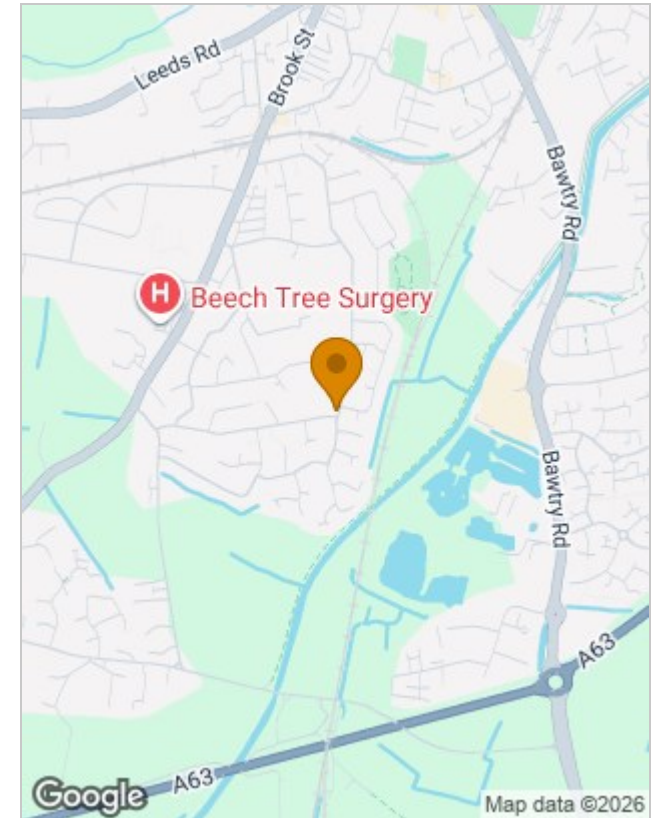 Leeds Rd
Brook St
Bawtry Rd
H
Beech Tree Surgery
Bawtry Rd
A63
A63
Google
Map data ©2026